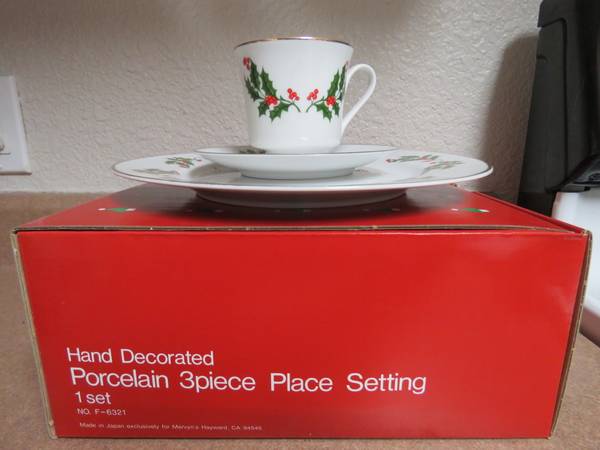 Hand Decorated
Porcelain 3piece Place Setting
1 set
NO. F-6321
Made in Japan exclusively for Mervyn's Hayward, CA 94545